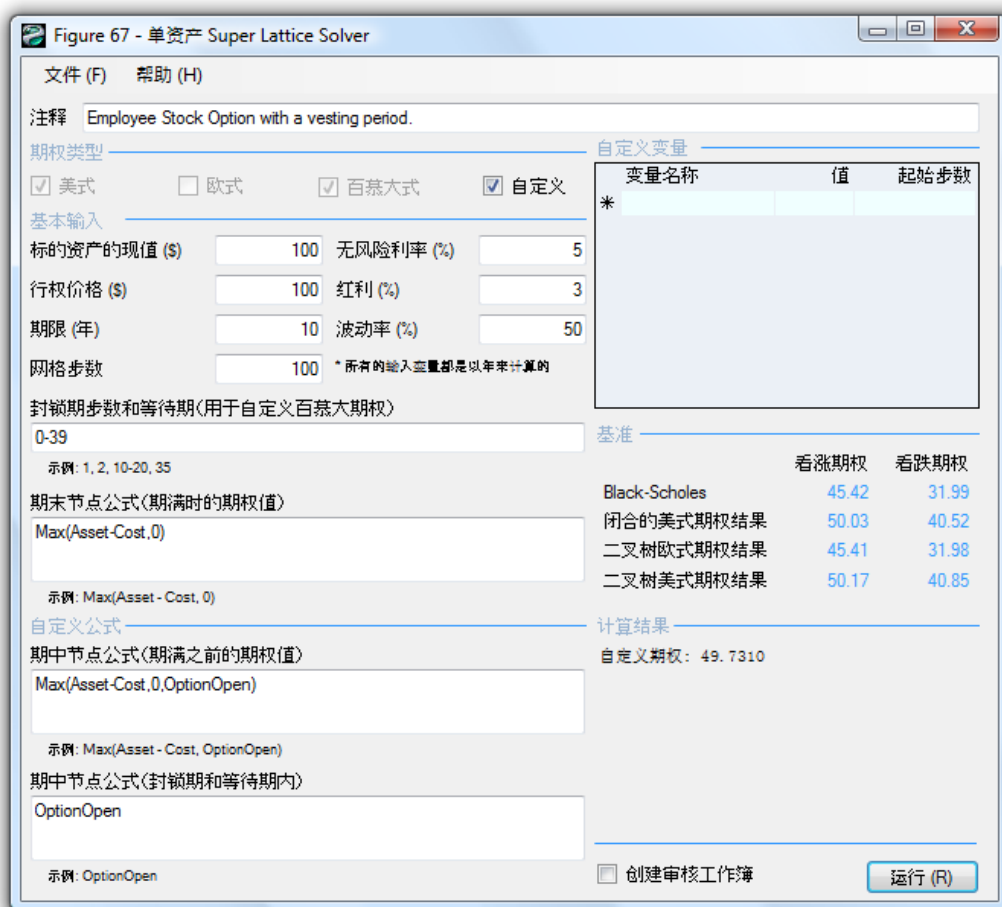 Figure 67 - 单资产 Super Lattice Solver
文件 (F) 帮助 (H)
注释 Employee Stock Option with a vesting period.
期权类型
美式 欧式 百慕大式 自定义
基本输入
标的资产的现值 ($) 100 无风险利率 (%) 5
行权价格 ($) 100 红利 (%) 3
期限 (年) 10 波动率 (%) 50
网格步数 100 * 所有的输入变量都是以年来计算的
封锁期步数和等待期(用于自定义百慕大期权)
0-39
示例: 1, 2, 10-20, 35
期末节点公式(期满时的期权值)
Max(Asset-Cost,0)
示例: Max(Asset - Cost, 0)
自定义公式
期中节点公式(期满之前的期权值)
Max(Asset-Cost,0,OptionOpen)
示例: Max(Asset - Cost, OptionOpen)
期中节点公式(封锁期和等待期内)
OptionOpen
示例: OptionOpen
自定义变量
变量名称 值 起始步数
*
基准
看涨期权 看跌期权
Black-Scholes 45.42 31.99
闭合的美式期权结果 50.03 40.52
二叉树欧式期权结果 45.41 31.98
二叉树美式期权结果 50.17 40.85
计算结果
自定义期权: 49.7310
创建审核工作簿
运行 (R)